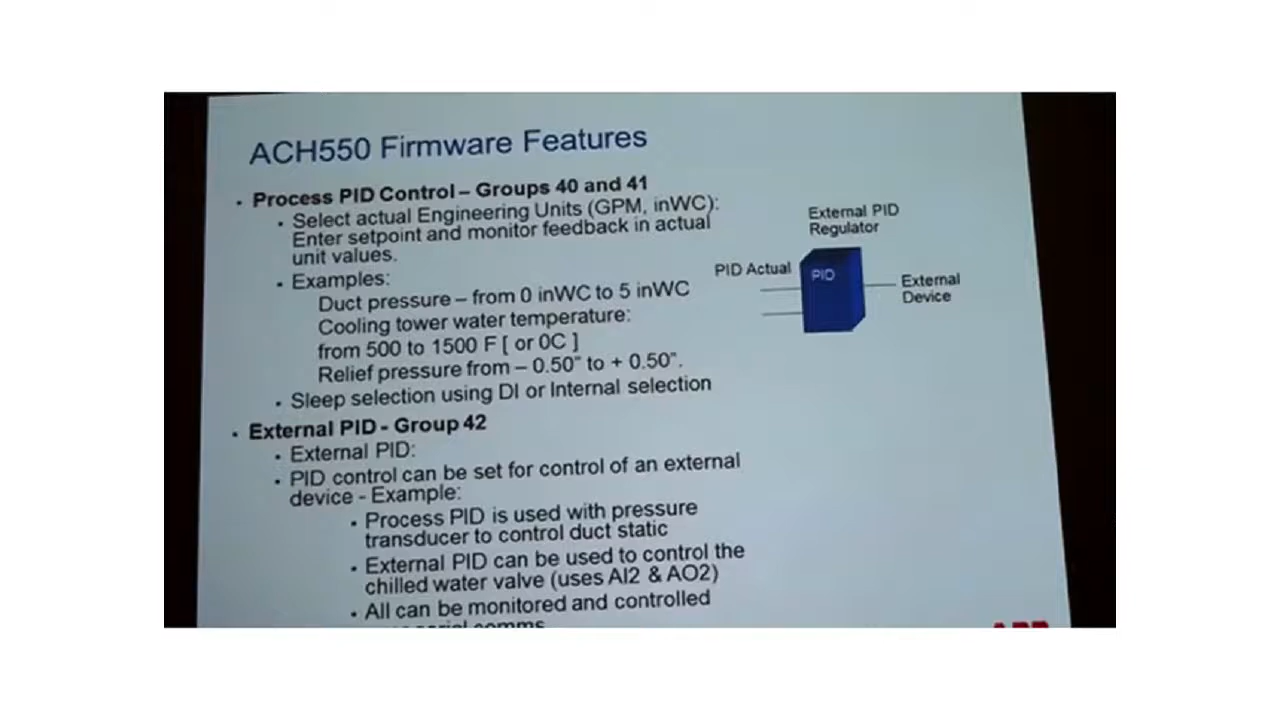 ACH550 Firmware Features
• Process PID Control – Groups 40 and 41
• Select actual Engineering Units (GPM, inWC):
Enter setpoint and monitor feedback in actual
unit values.
• Examples:
Duct pressure – from 0 inWC to 5 inWC
Cooling tower water temperature:
from 500 to 1500 F [ or 0C ]
Relief pressure from – 0.50" to + 0.50".
• Sleep selection using DI or Internal selection
• External PID - Group 42
• External PID:
• PID control can be set for control of an external
device - Example:
• Process PID is used with pressure
transducer to control duct static
• External PID can be used to control the
chilled water valve (uses AI2 & AO2)
• All can be monitored and controlled
serial comms
External PID
Regulator
PID Actual
PID
External
Device
ABB